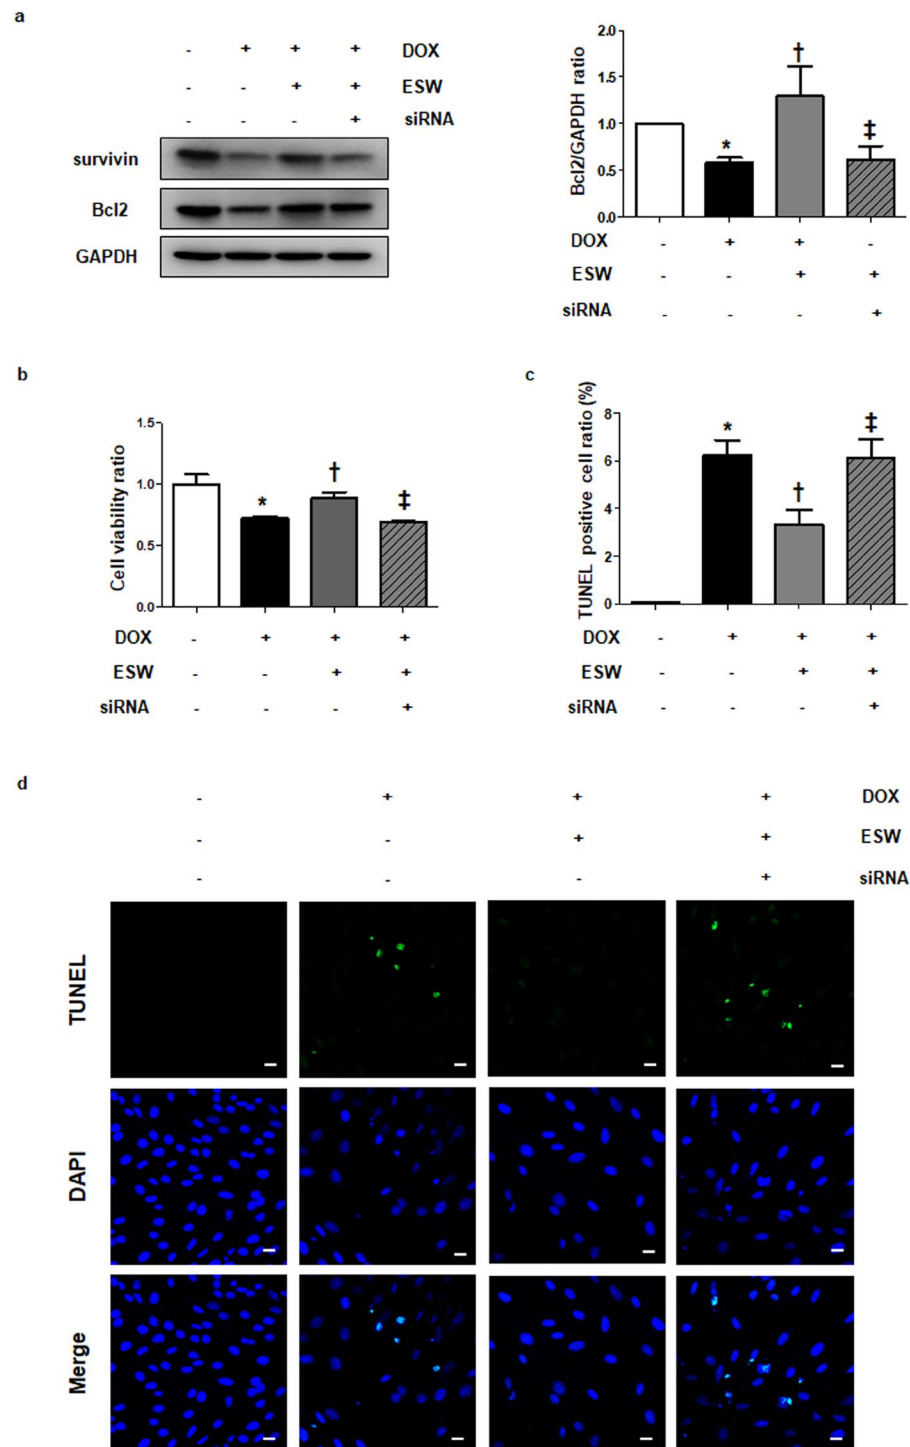 a
- + + + DOX
- - + + ESW
- - - + siRNA
survivin
Bcl2
GAPDH
Bcl2/GAPDH ratio
2.0
1.5
1.0
0.5
0.0
* † ‡
DOX - + + -
ESW - - + +
siRNA - - - +
b
Cell viability ratio
1.5
1.0
0.5
0.0
* † ‡
DOX - + + +
ESW - - + +
siRNA - - - +
c
TUNEL positive cell ratio (%)
8
6
4
2
0
* † ‡
DOX - + + +
ESW - - + +
siRNA - - - +
d
- + + + DOX
- - + + ESW
- - - + siRNA
TUNEL
DAPI
Merge